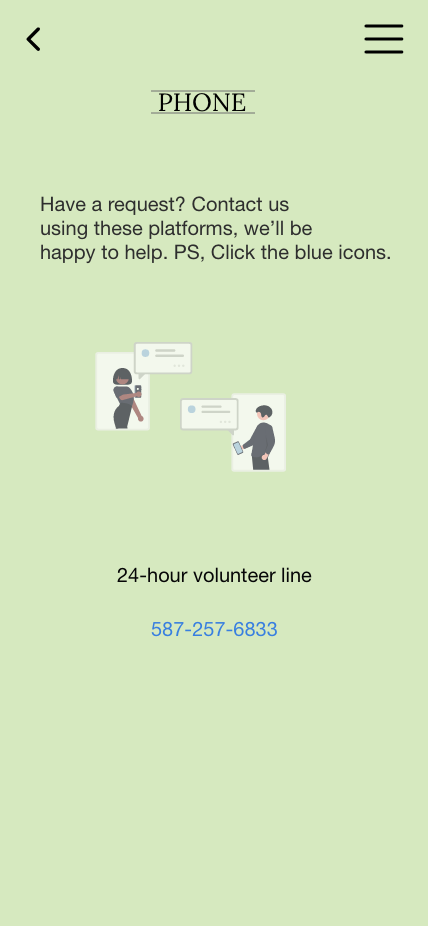 PHONE
Have a request? Contact us
using these platforms, we’ll be
happy to help. PS, Click the blue icons.
24-hour volunteer line
587-257-6833